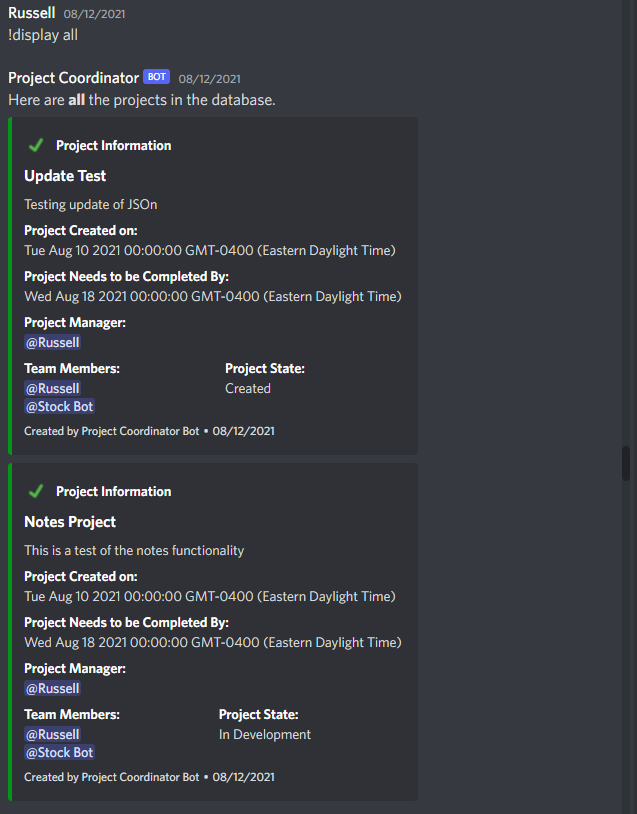 Russell 08/12/2021
!display all
Project Coordinator BOT 08/12/2021
Here are all the projects in the database.
Project Information
Update Test
Testing update of JSOn
Project Created on:
Tue Aug 10 2021 00:00:00 GMT-0400 (Eastern Daylight Time)
Project Needs to be Completed By:
Wed Aug 18 2021 00:00:00 GMT-0400 (Eastern Daylight Time)
Project Manager:
@Russell
Team Members: Project State:
@Russell Created
@Stock Bot
Created by Project Coordinator Bot • 08/12/2021
Project Information
Notes Project
This is a test of the notes functionality
Project Created on:
Tue Aug 10 2021 00:00:00 GMT-0400 (Eastern Daylight Time)
Project Needs to be Completed By:
Wed Aug 18 2021 00:00:00 GMT-0400 (Eastern Daylight Time)
Project Manager:
@Russell
Team Members: Project State:
@Russell In Development
@Stock Bot
Created by Project Coordinator Bot • 08/12/2021